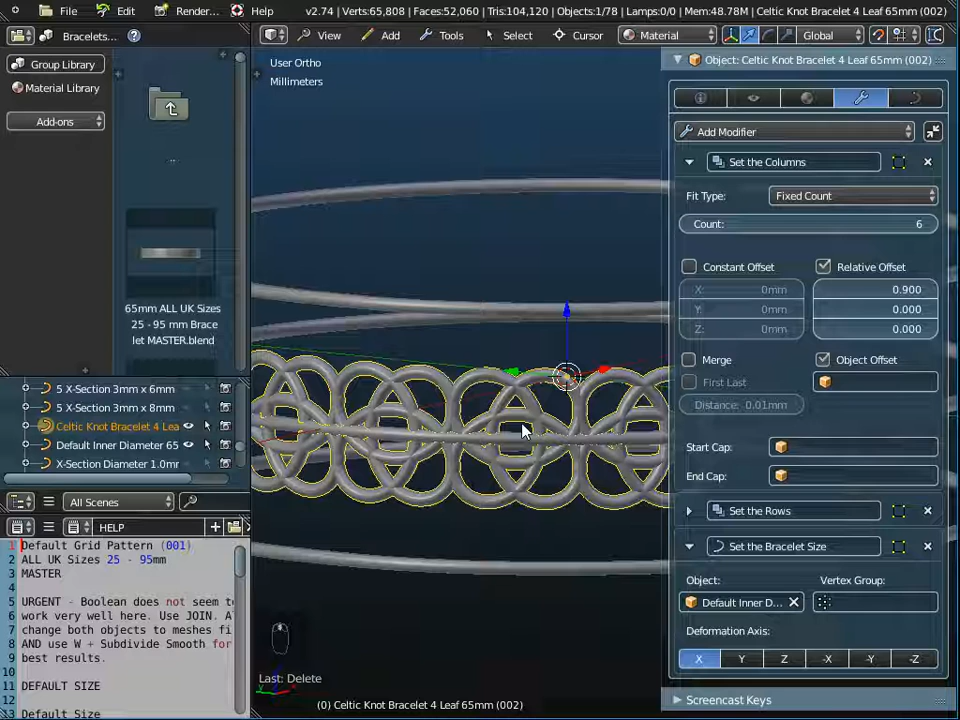 File Edit Render... Help v2.74 | Verts:65,808 | Faces:52,060 | Tris:104,120 | Objects:1/78 | Lamps:0/0 | Mem:48.78M | Celtic Knot Bracelet 4 Leaf 65mm (002)
Bracelets...
View Add Tools Select Cursor Material Global
Group Library
Material Library
Add-ons
..
65mm ALL UK Sizes
25 - 95 mm Brace
let MASTER.blend
5 X-Section 3mm x 6mm
5 X-Section 3mm x 8mm
Celtic Knot Bracelet 4 Lea
Default Inner Diameter 65
X-Section Diameter 1.0mr
All Scenes
HELP
1 Default Grid Pattern (001)
2 ALL UK Sizes 25 - 95mm
3 MASTER
4
5 URGENT - Boolean does not seem t
6 work very well here. Use JOIN. A
7 change both objects to meshes fi
8 AND use W + Subdivide Smooth for
9 best results.
10
11 DEFAULT SIZE
12
13 Default Size
User Ortho
Millimeters
Last: Delete
(0) Celtic Knot Bracelet 4 Leaf 65mm (002)
Object: Celtic Knot Bracelet 4 Leaf 65mm (002)
Add Modifier
Set the Columns
Fit Type: Fixed Count
Count: 6
Constant Offset Relative Offset
X: 0mm 0.900
Y: 0mm 0.000
Z: 0mm 0.000
Merge Object Offset
First Last
Distance: 0.01mm
Start Cap:
End Cap:
Set the Rows
Set the Bracelet Size
Object: Vertex Group:
Default Inner D...
Deformation Axis:
X Y Z -X -Y -Z
Screencast Keys